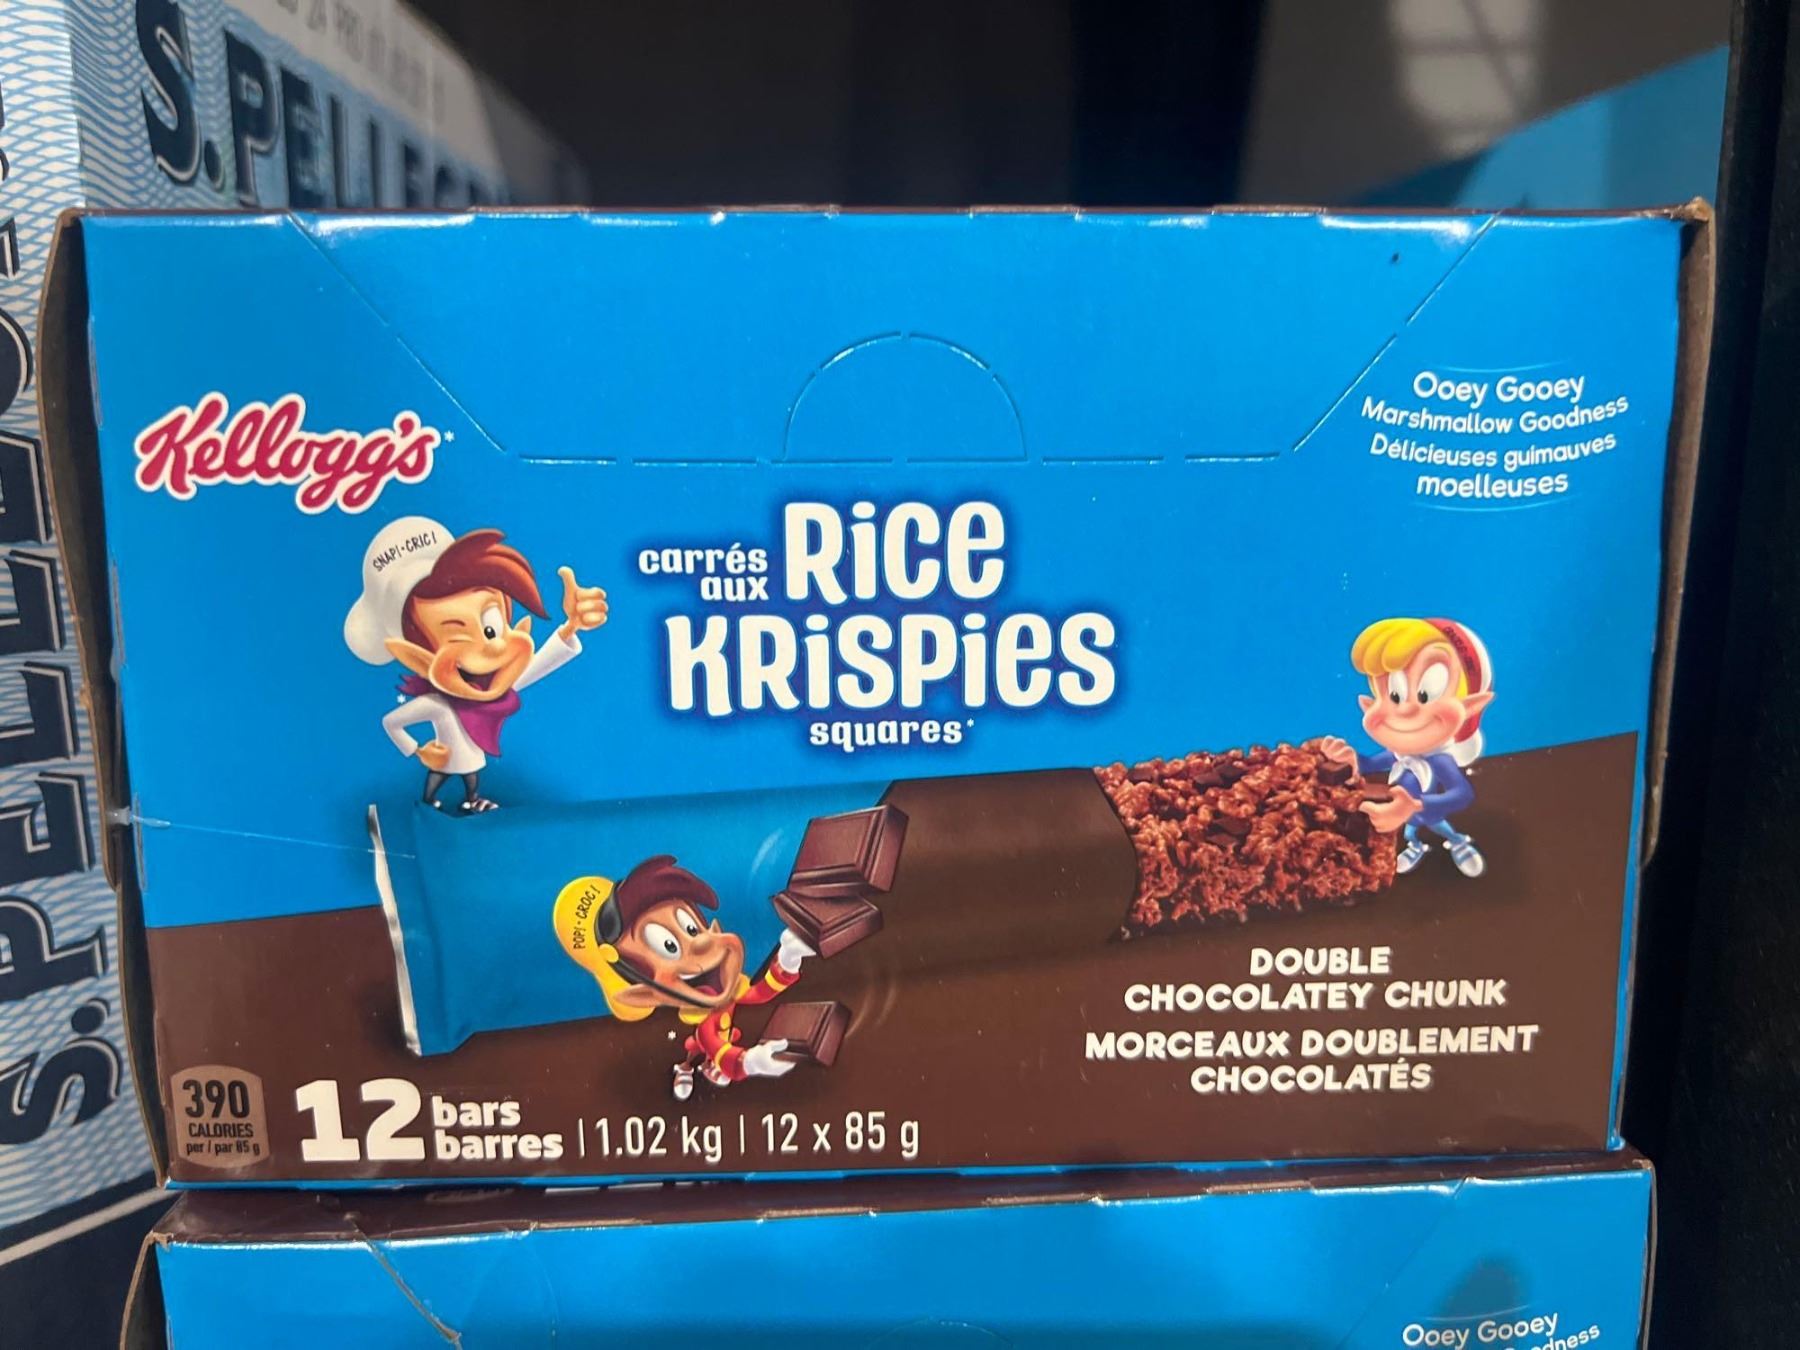 S.PELLEGR
S.PELLE
Kellogg's*
Ooey Gooey
Marshmallow Goodness
Délicieuses guimauves
moelleuses
SNAP!·CRIC!
carrés
aux
RiCe
KRiSPieS
squares*
POP!·CROC!
DOUBLE
CHOCOLATEY CHUNK
MORCEAUX DOUBLEMENT
CHOCOLATÉS
390
CALORIES
per / par 85 g
12 bars
barres | 1.02 kg | 12 x 85 g
Ooey Gooey